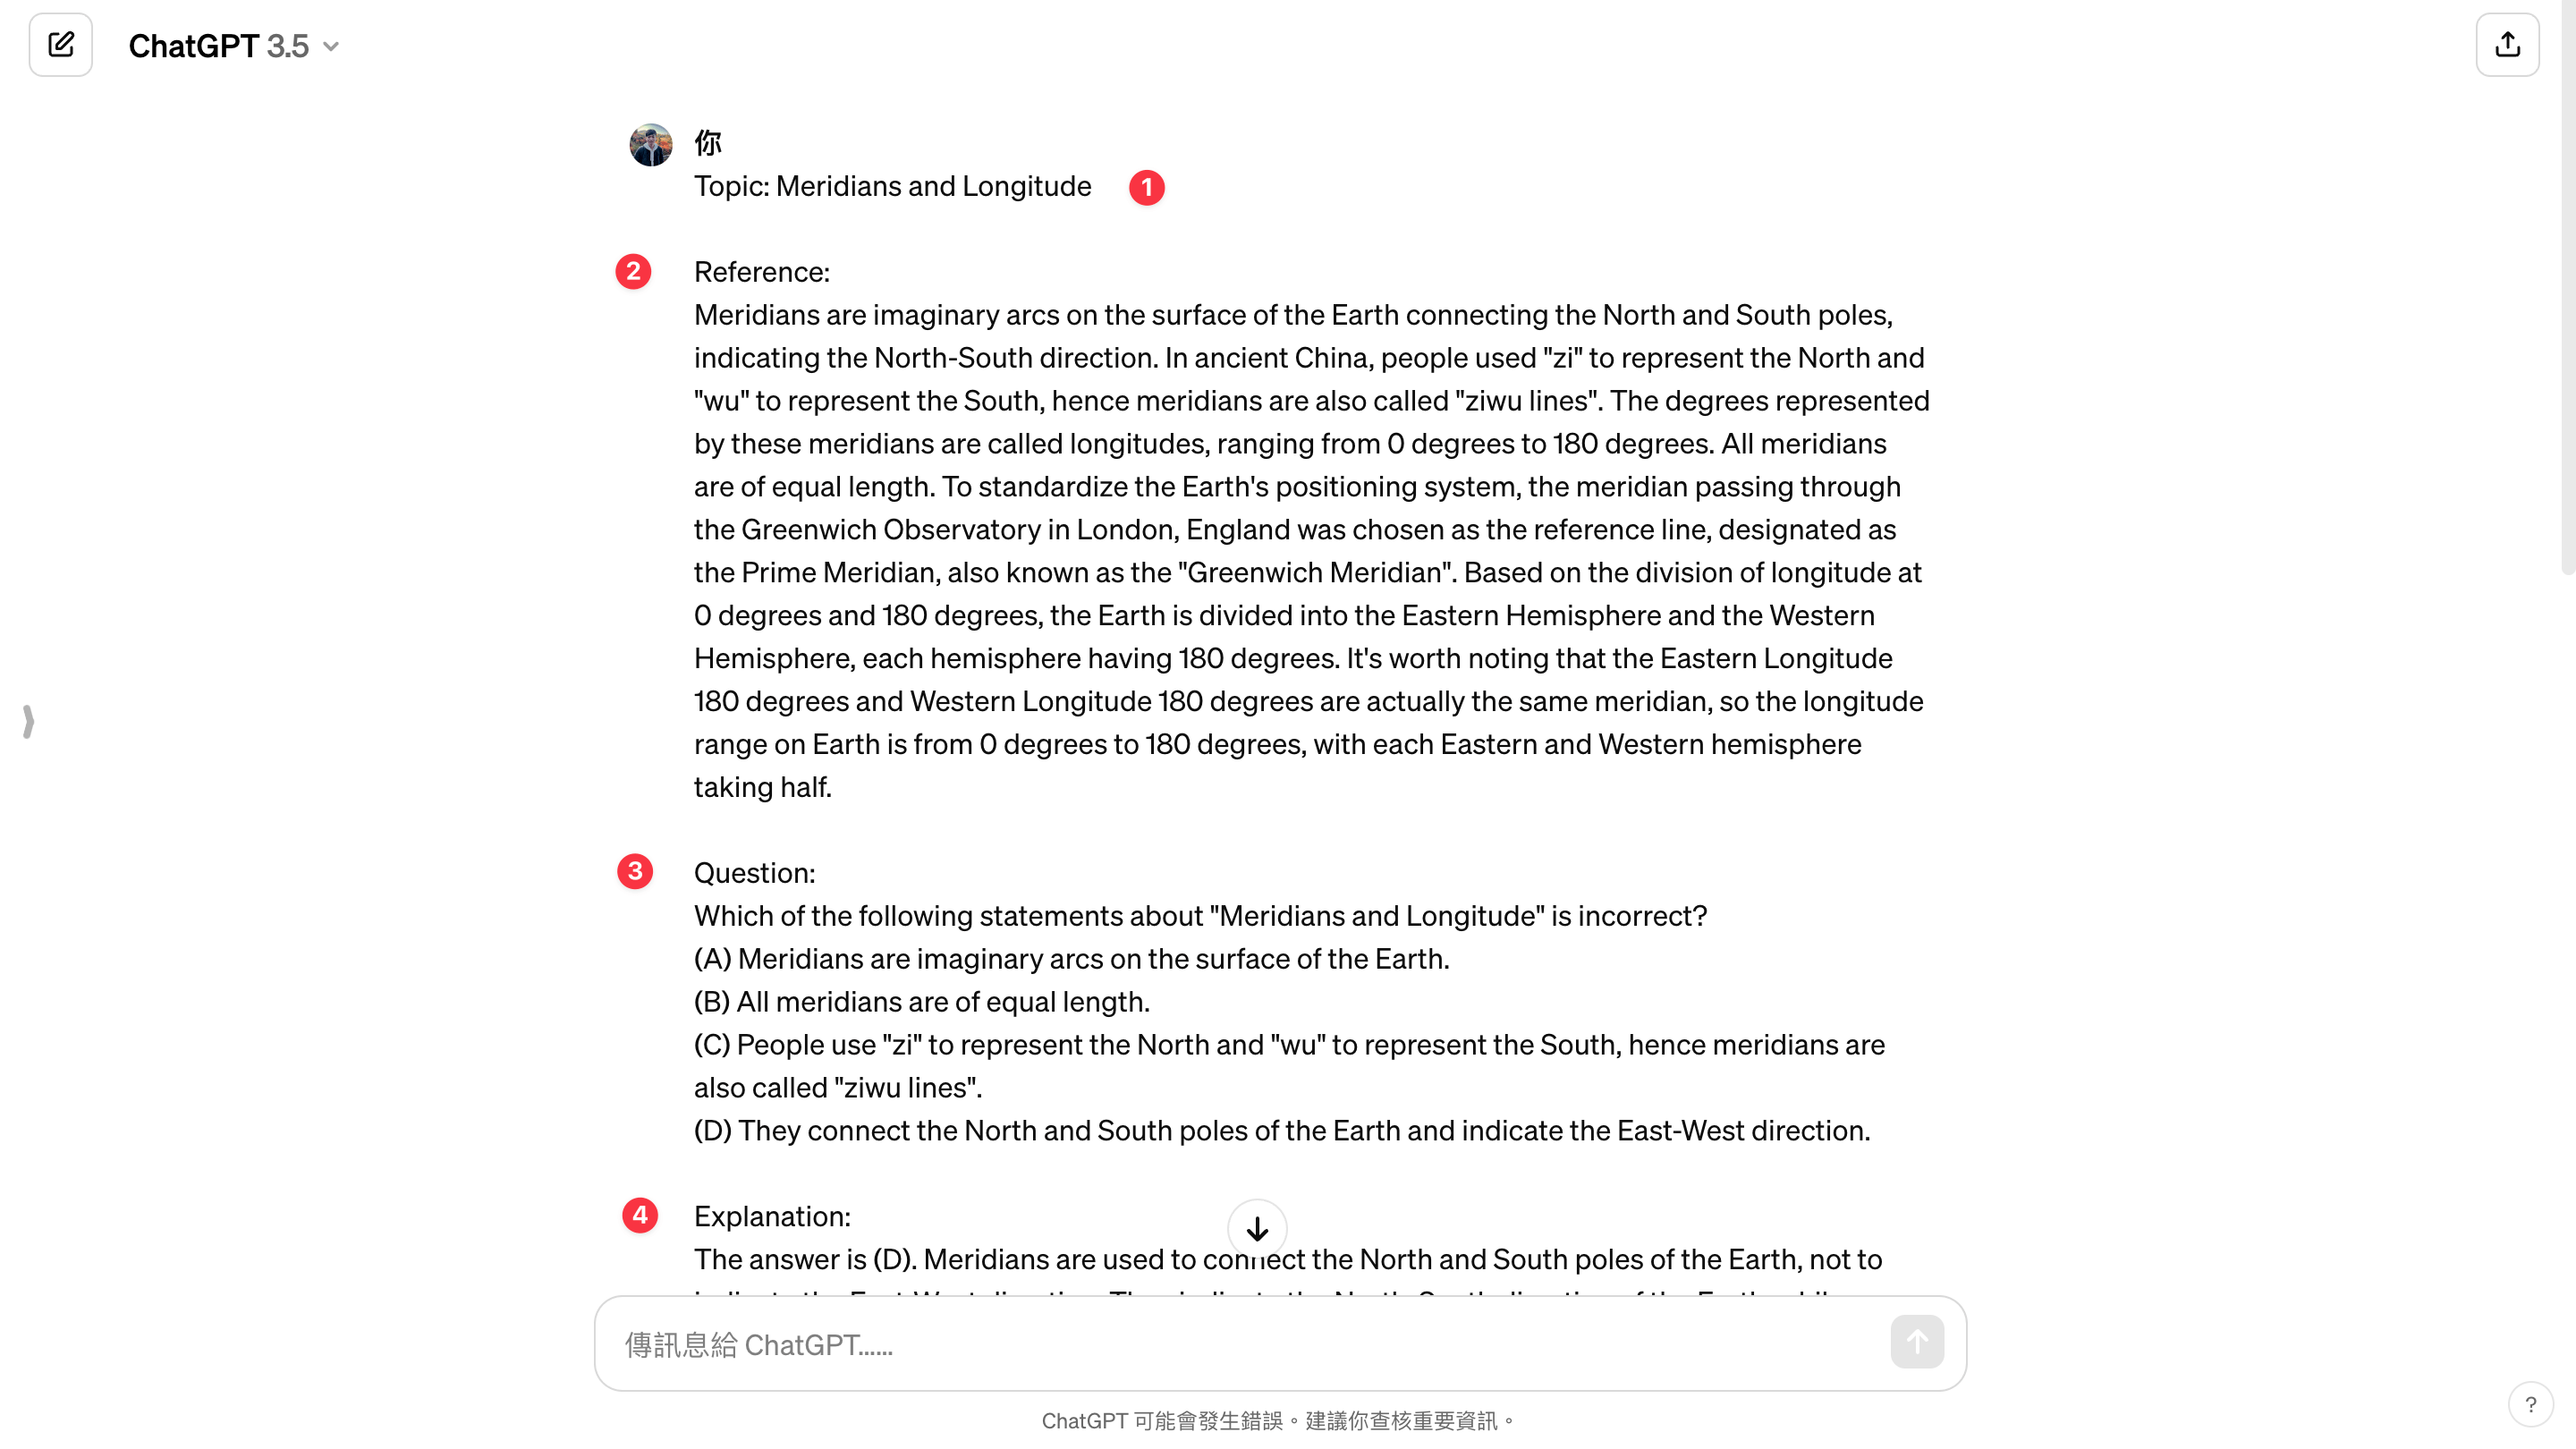 ChatGPT 3.5
你
Topic: Meridians and Longitude
1
2
Reference:
Meridians are imaginary arcs on the surface of the Earth connecting the North and South poles,
indicating the North-South direction. In ancient China, people used "zi" to represent the North and
"wu" to represent the South, hence meridians are also called "ziwu lines". The degrees represented
by these meridians are called longitudes, ranging from 0 degrees to 180 degrees. All meridians
are of equal length. To standardize the Earth's positioning system, the meridian passing through
the Greenwich Observatory in London, England was chosen as the reference line, designated as
the Prime Meridian, also known as the "Greenwich Meridian". Based on the division of longitude at
0 degrees and 180 degrees, the Earth is divided into the Eastern Hemisphere and the Western
Hemisphere, each hemisphere having 180 degrees. It's worth noting that the Eastern Longitude
180 degrees and Western Longitude 180 degrees are actually the same meridian, so the longitude
range on Earth is from 0 degrees to 180 degrees, with each Eastern and Western hemisphere
taking half.
3
Question:
Which of the following statements about "Meridians and Longitude" is incorrect?
(A) Meridians are imaginary arcs on the surface of the Earth.
(B) All meridians are of equal length.
(C) People use "zi" to represent the North and "wu" to represent the South, hence meridians are
also called "ziwu lines".
(D) They connect the North and South poles of the Earth and indicate the East-West direction.
4
Explanation:
The answer is (D). Meridians are used to connect the North and South poles of the Earth, not to
傳訊息給 ChatGPT......
ChatGPT 可能會發生錯誤。建議你查核重要資訊。
?